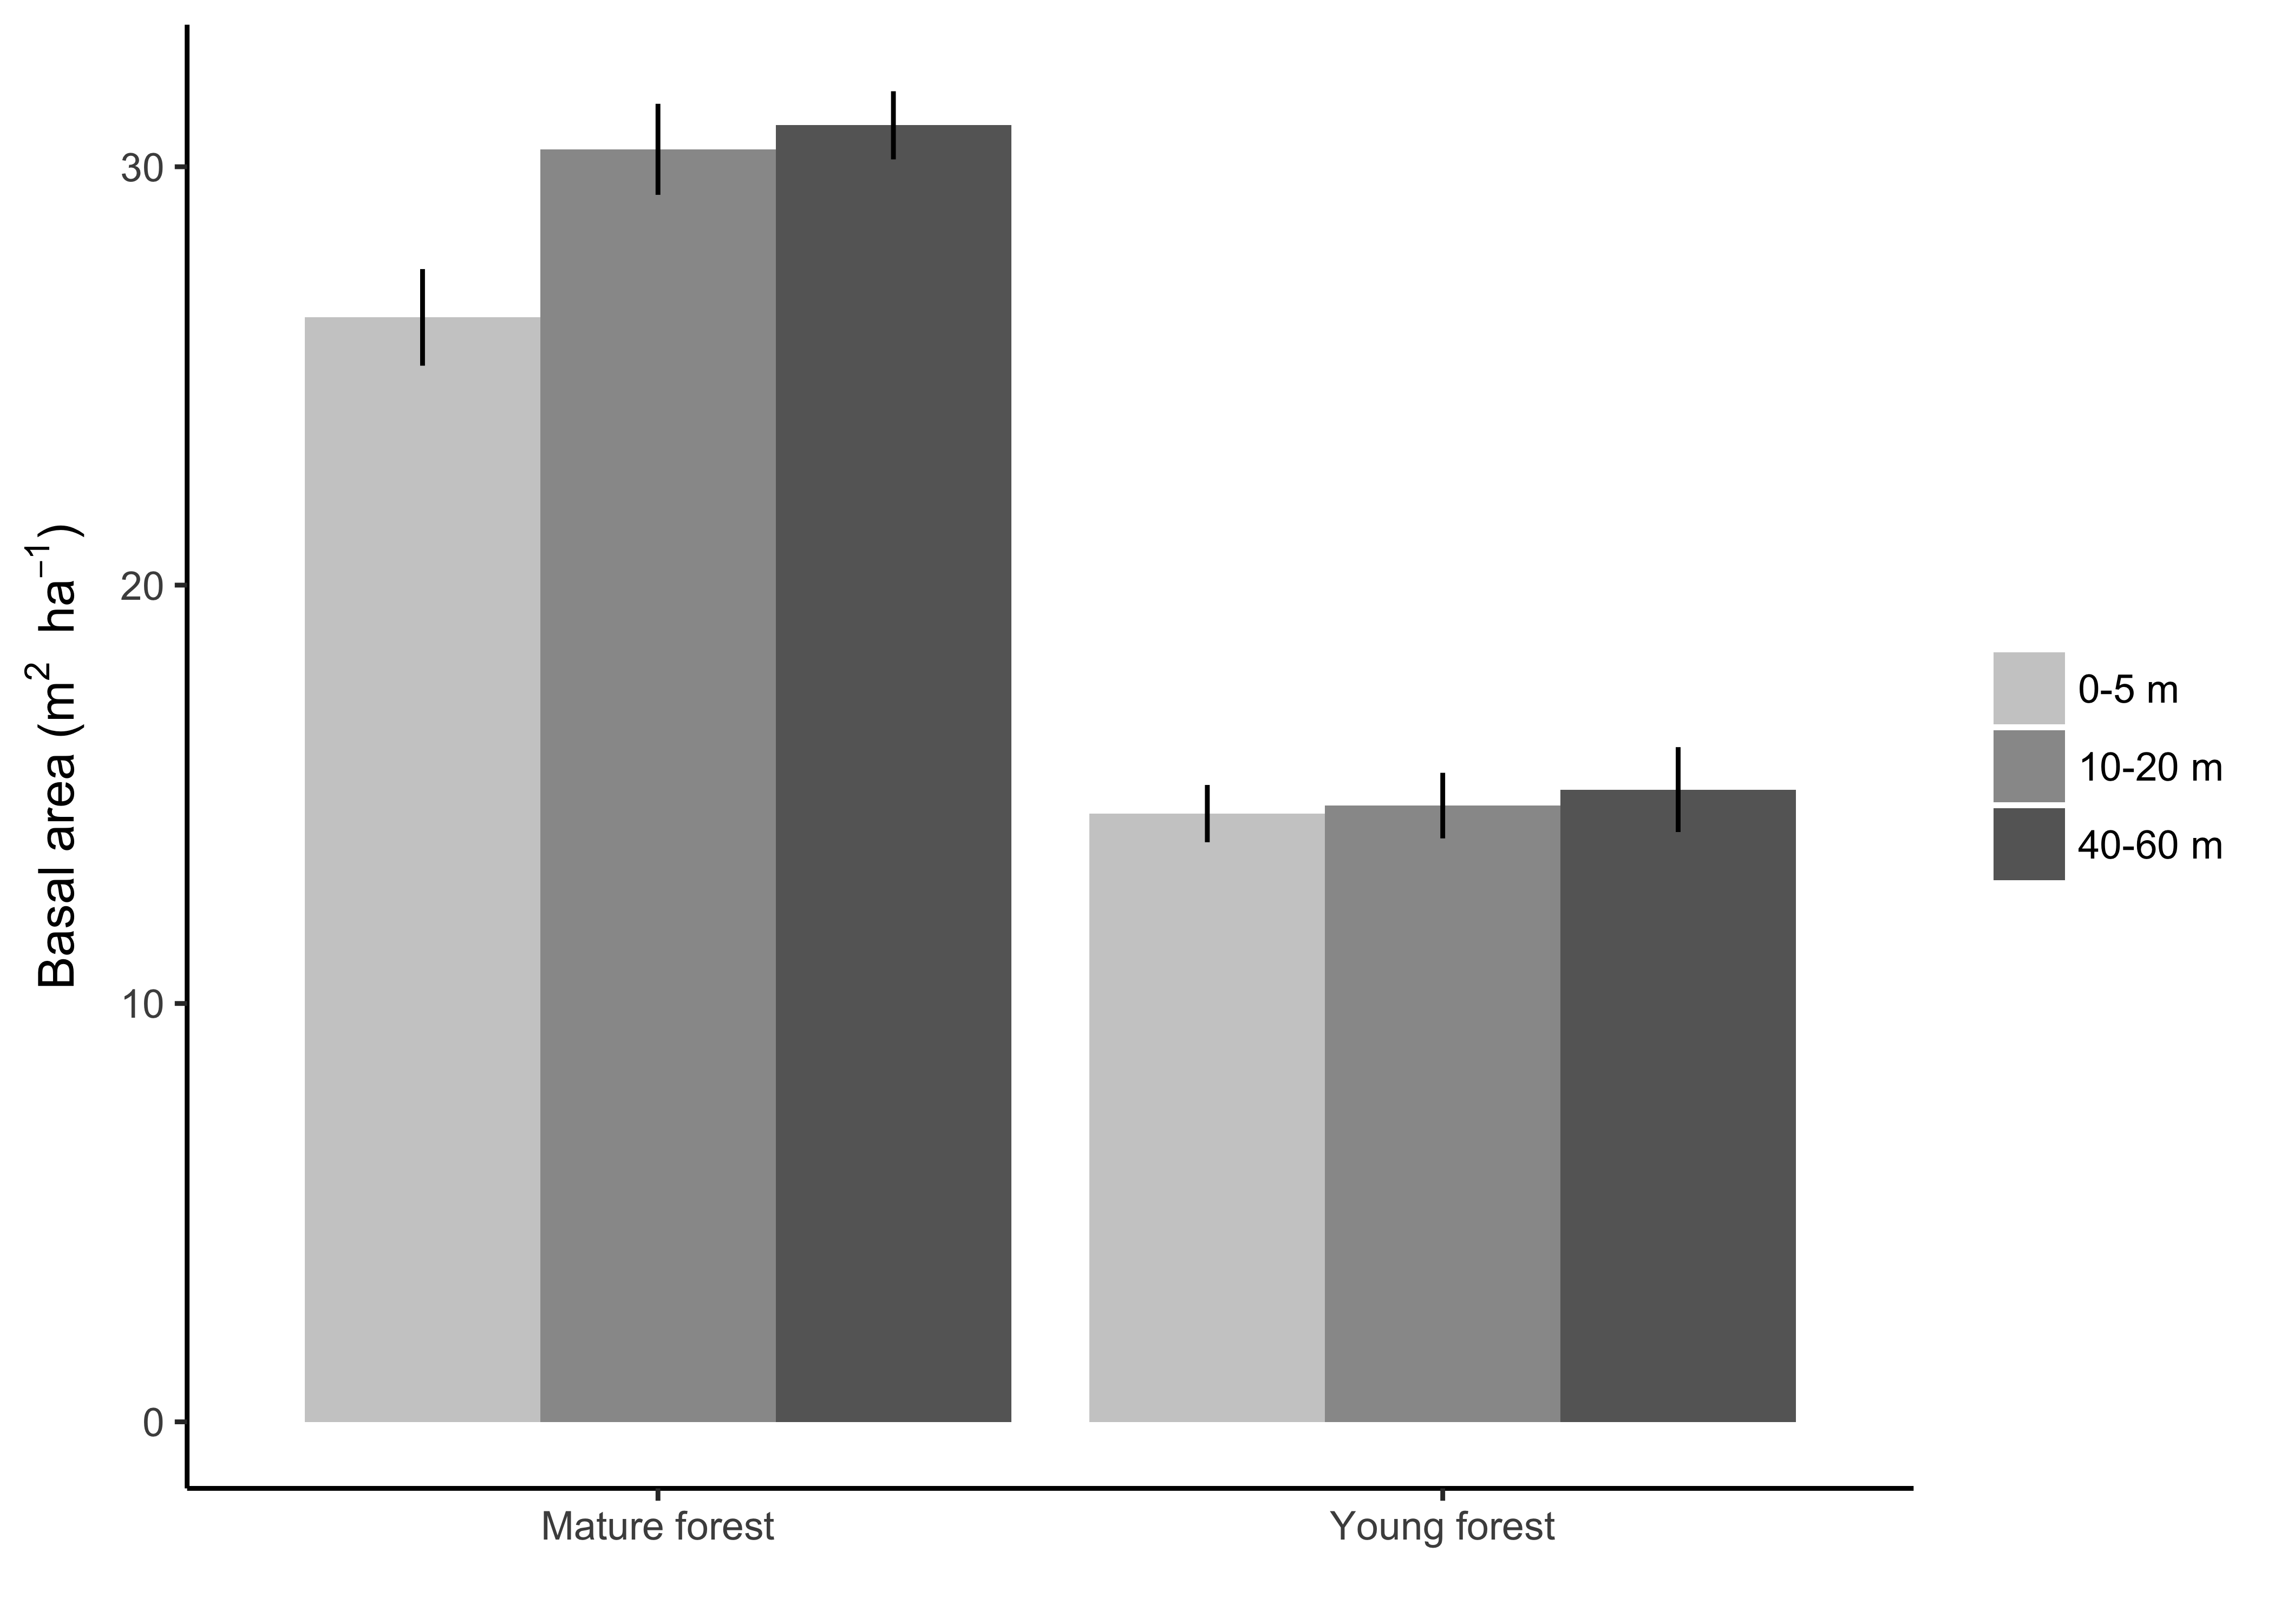 Basal area (m² ha⁻¹)
30
20
10
0
Mature forest
Young forest
0-5 m
10-20 m
40-60 m